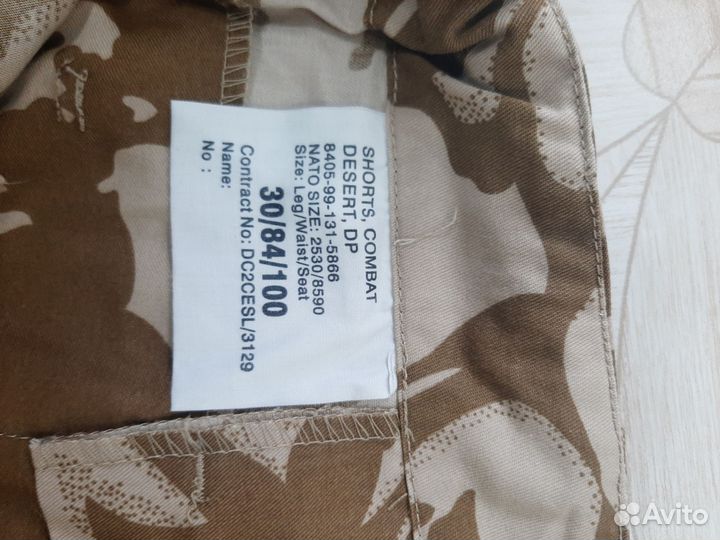 SHORTS, COMBAT
DESERT, DP
8405-99-131-5866
NATO SIZE: 2530/8590
Size: Leg/Waist/Seat
30/84/100
Contract No: DC2CESL/3129
Name:
No :
Avito